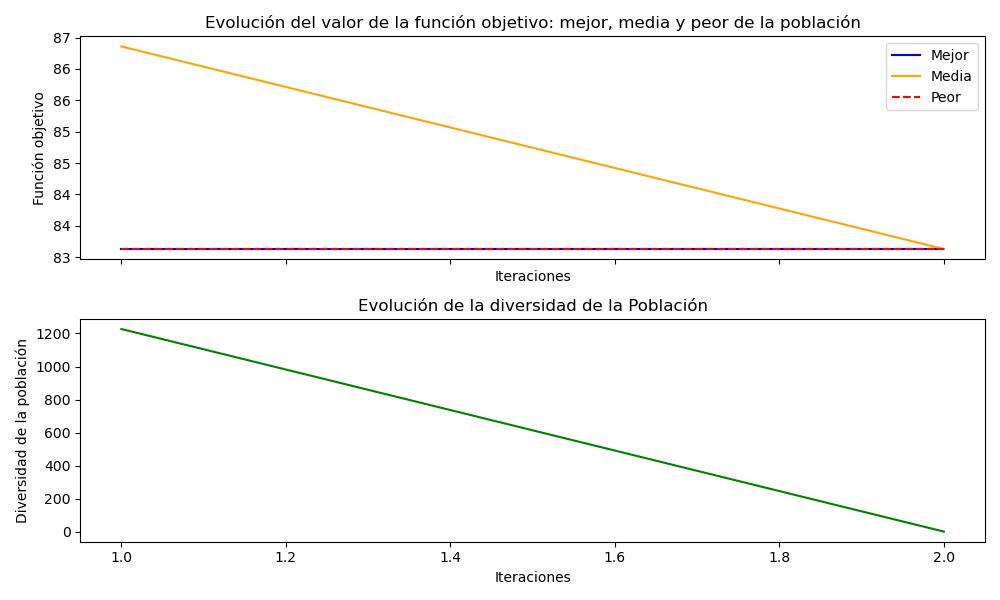 Evolución del valor de la función objetivo: mejor, media y peor de la población
87
86
86
85
85
84
84
83
Función objetivo
Mejor
Media
Peor
Iteraciones
Evolución de la diversidad de la Población
1200
1000
800
600
400
200
0
Diversidad de la población
1.0 1.2 1.4 1.6 1.8 2.0
Iteraciones